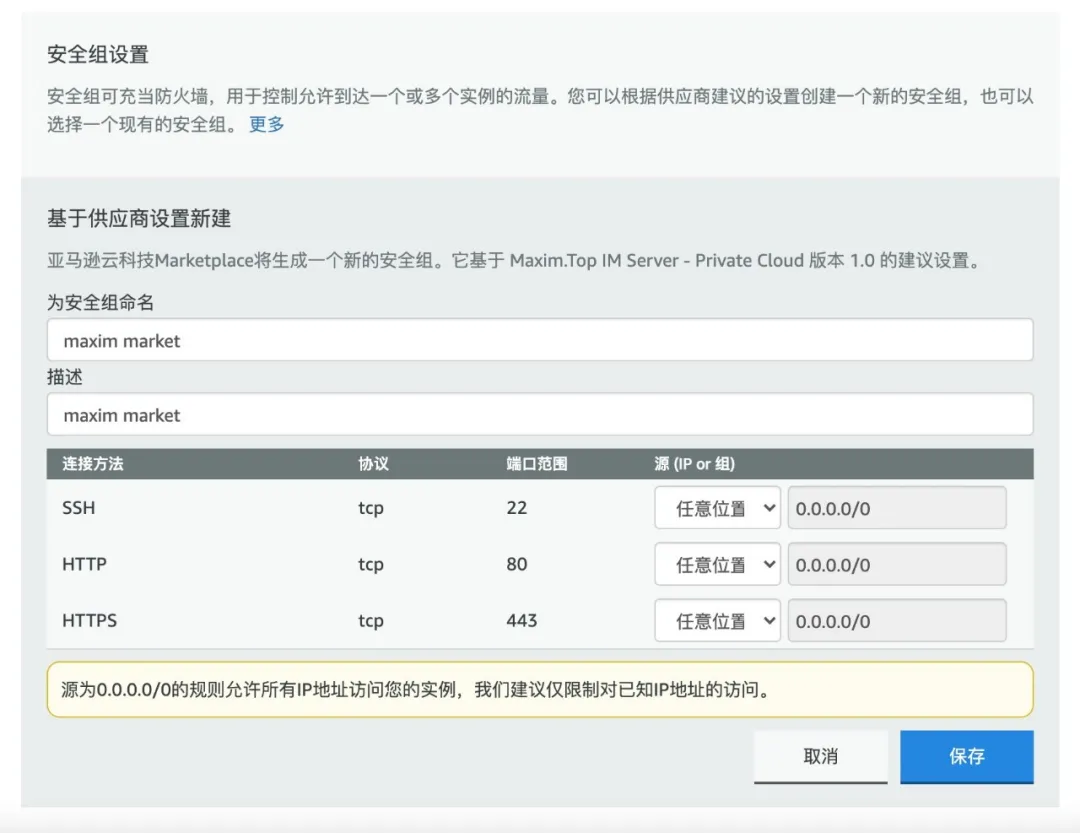 安全组设置
安全组可充当防火墙，用于控制允许到达一个或多个实例的流量。您可以根据供应商建议的设置创建一个新的安全组，也可以
选择一个现有的安全组。 更多
基于供应商设置新建
亚马逊云科技Marketplace将生成一个新的安全组。它基于 Maxim.Top IM Server - Private Cloud 版本 1.0 的建议设置。
为安全组命名
maxim market
描述
maxim market
连接方法 协议 端口范围 源 (IP or 组)
SSH tcp 22 任意位置 0.0.0.0/0
HTTP tcp 80 任意位置 0.0.0.0/0
HTTPS tcp 443 任意位置 0.0.0.0/0
源为0.0.0.0/0的规则允许所有IP地址访问您的实例，我们建议仅限制对已知IP地址的访问。
取消 保存